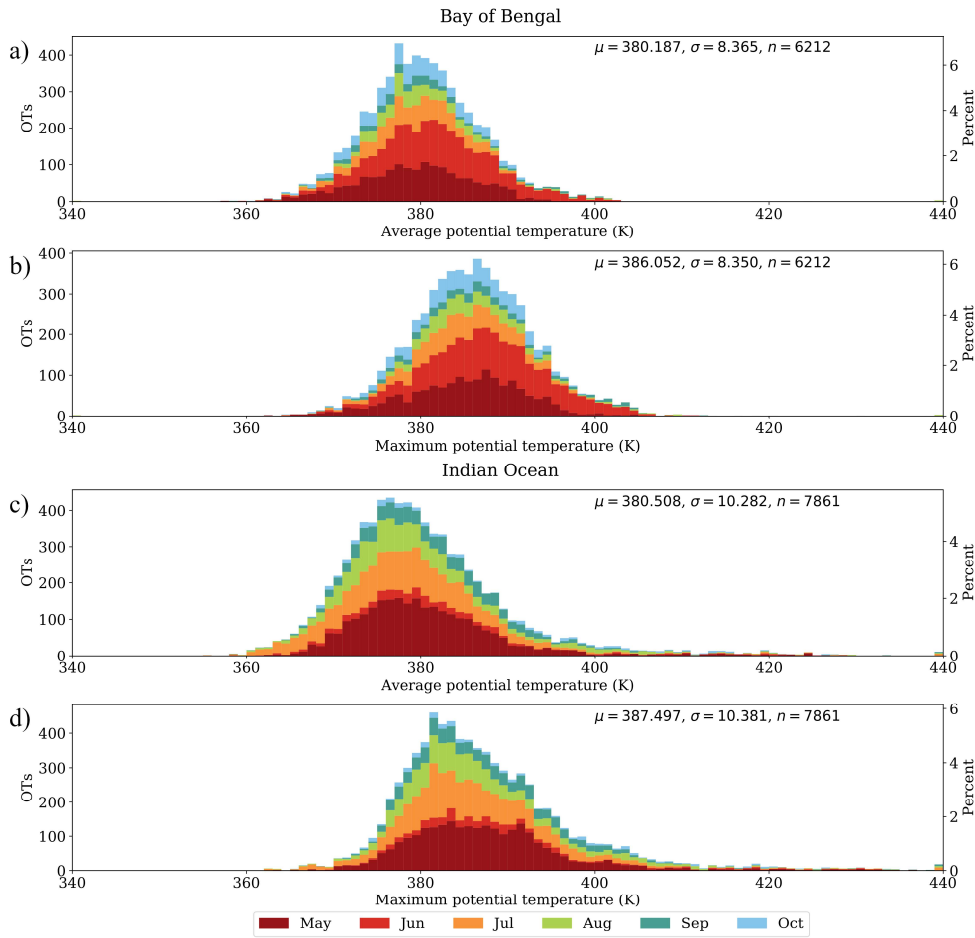 Bay of Bengal
a)
μ = 380.187, σ = 8.365, n = 6212
400
300
200
100
0
OTs
6
4
2
0
Percent
340 360 380 400 420 440
Average potential temperature (K)
b)
μ = 386.052, σ = 8.350, n = 6212
400
300
200
100
0
OTs
6
4
2
0
Percent
340 360 380 400 420 440
Maximum potential temperature (K)
Indian Ocean
c)
μ = 380.508, σ = 10.282, n = 7861
400
300
200
100
0
OTs
4
2
0
Percent
340 360 380 400 420 440
Average potential temperature (K)
d)
μ = 387.497, σ = 10.381, n = 7861
400
300
200
100
0
OTs
6
4
2
0
Percent
340 360 380 400 420 440
Maximum potential temperature (K)
May Jun Jul Aug Sep Oct